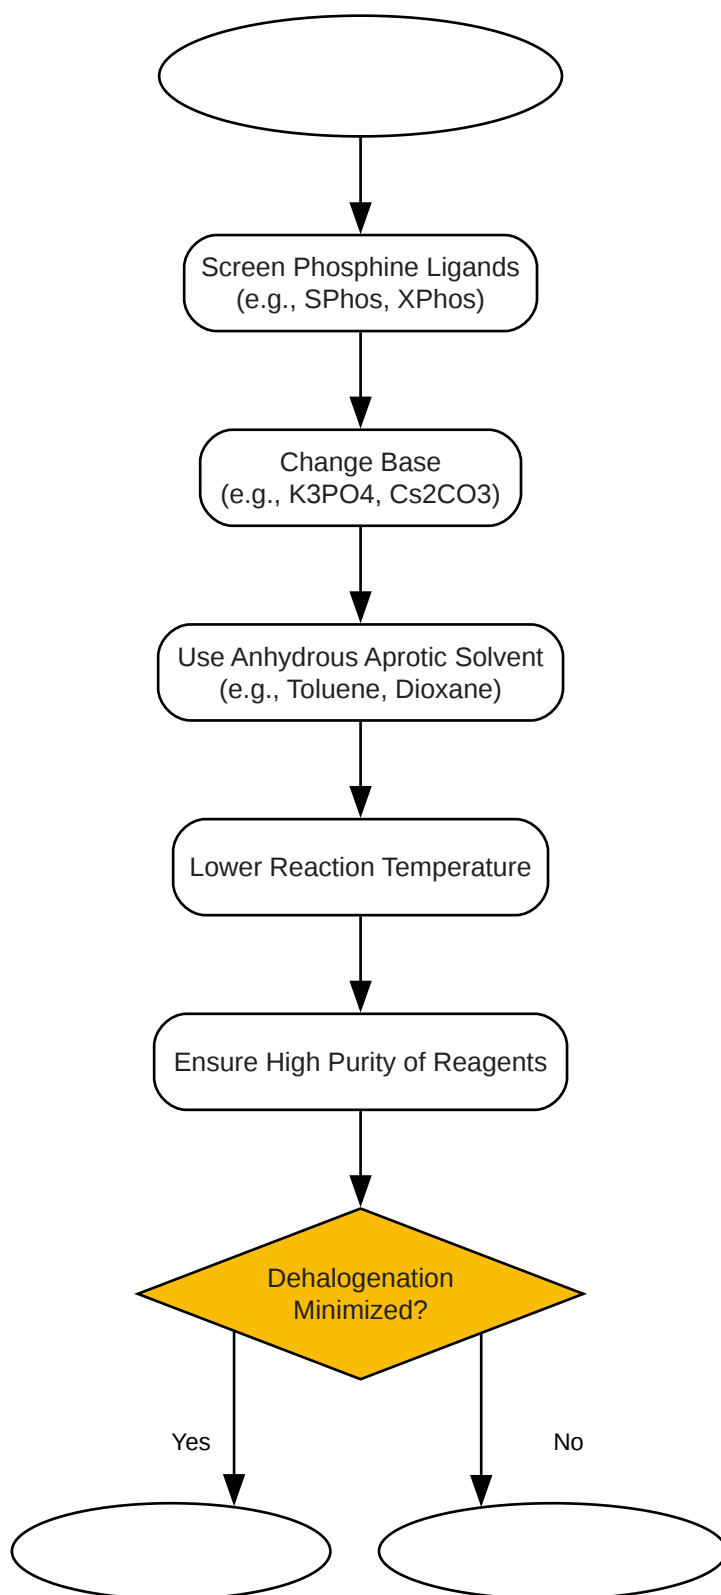 Screen Phosphine Ligands
(e.g., SPhos, XPhos)
Change Base
(e.g., K3PO4, Cs2CO3)
Use Anhydrous Aprotic Solvent
(e.g., Toluene, Dioxane)
Lower Reaction Temperature
Ensure High Purity of Reagents
Dehalogenation
Minimized?
Yes
No